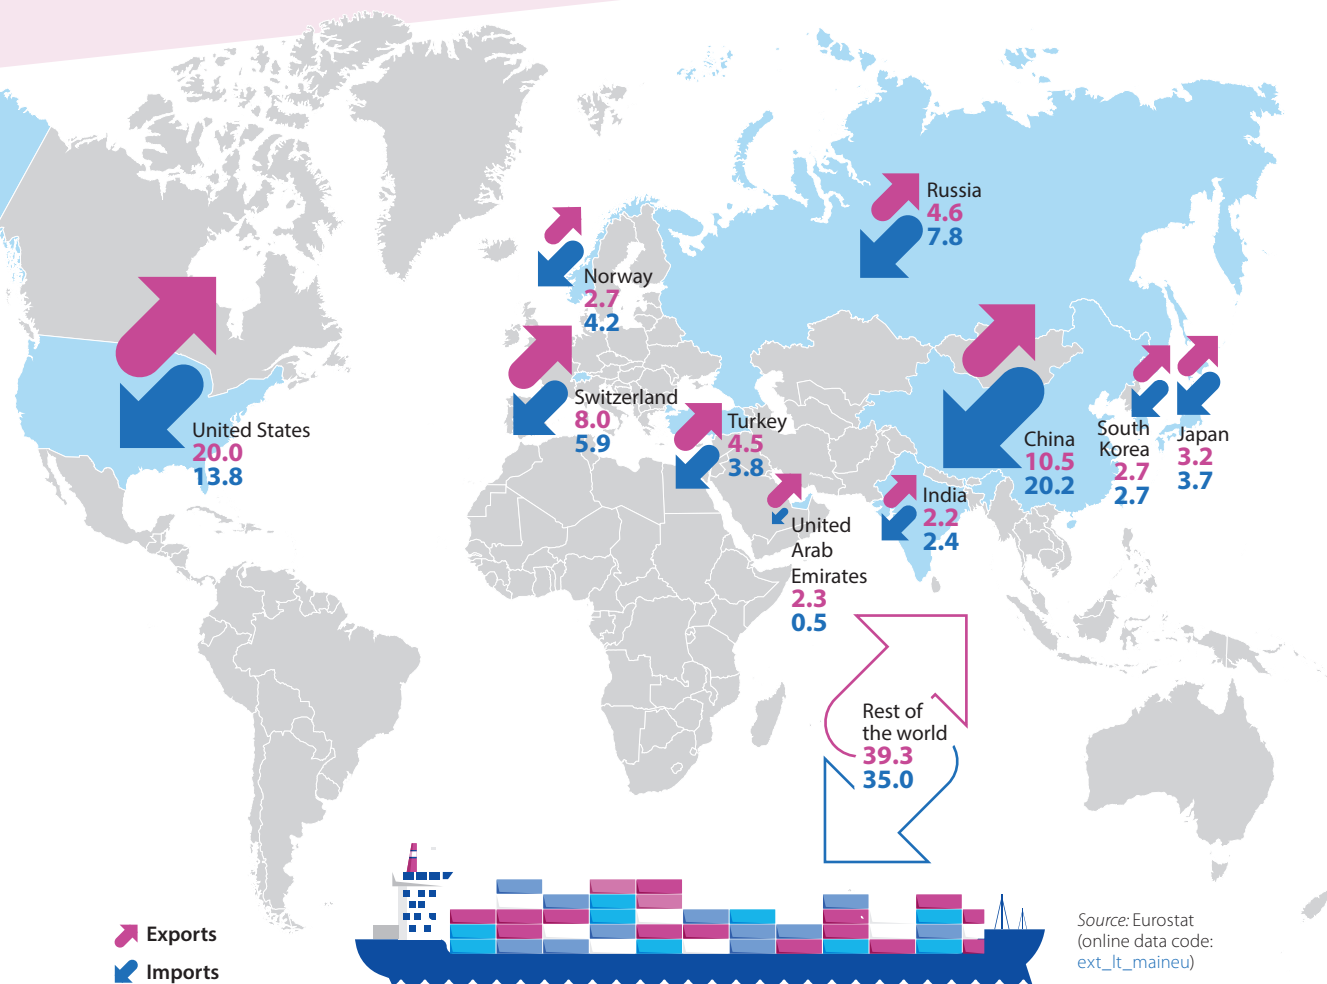 Russia
4.6
7.8
Norway
2.7
4.2
Switzerland
8.0
5.9
Turkey
4.5
3.8
United States
20.0
13.8
China
10.5
20.2
South
Korea
2.7
2.7
Japan
3.2
3.7
India
2.2
2.4
United
Arab
Emirates
2.3
0.5
Rest of
the world
39.3
35.0
Exports
Imports
Source: Eurostat
(online data code:
ext_lt_maineu)